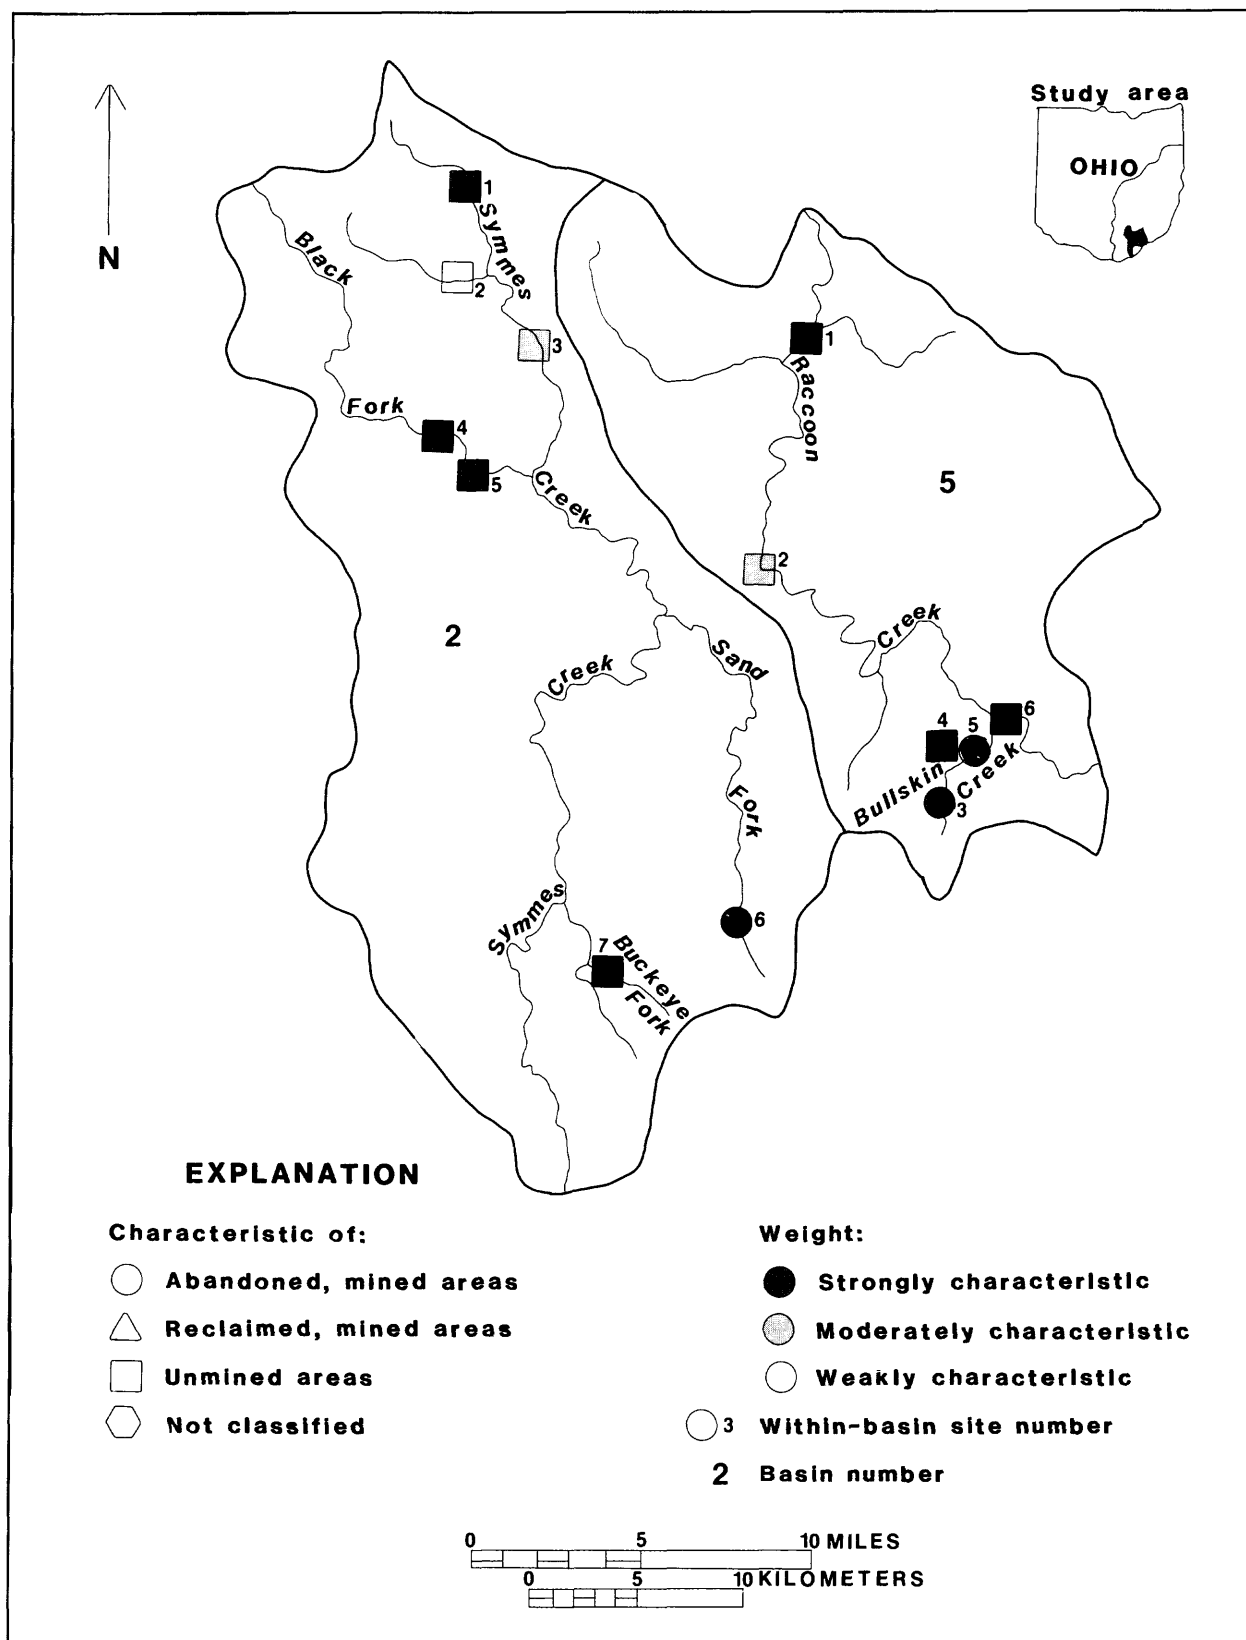 Study area
OHIO
N
1
Symmes
Black
2
3
1
Raccoon
Fork
4
5
Creek
5
2
2
Creek
Creek
Sand
6
4
5
Bullskin
Creek
3
Fork
Symmes
6
7
Buckeye
Fork
EXPLANATION
Characteristic of:
Abandoned, mined areas
Reclaimed, mined areas
Unmined areas
Not classified
Weight:
Strongly characteristic
Moderately characteristic
Weakly characteristic
3 Within-basin site number
2 Basin number
0 5 10 MILES
0 5 10 KILOMETERS